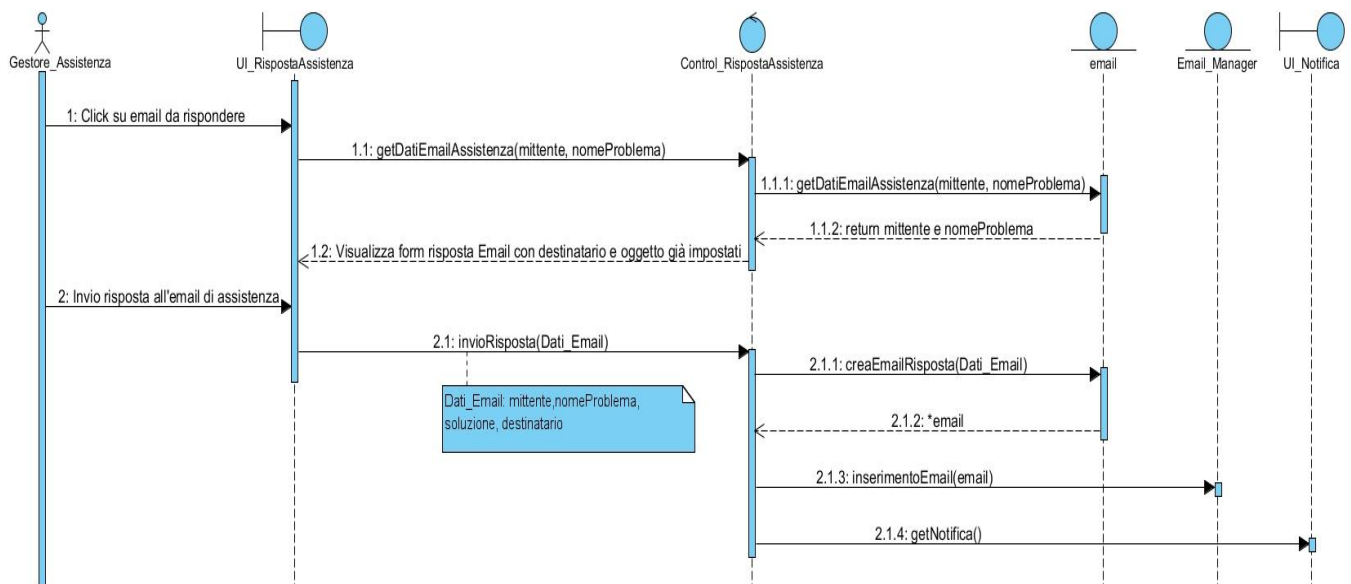 Gestore_Assistenza
UI_RispostaAssistenza
Control_RispostaAssistenza
email
Email_Manager
UI_Notifica
1: Click su email da rispondere
1.1: getDatiEmailAssistenza(mittente, nomeProblema)
1.1.1: getDatiEmailAssistenza(mittente, nomeProblema)
1.1.2: return mittente e nomeProblema
1.2: Visualizza form risposta Email con destinatario e oggetto già impostati
2: Invio risposta all'email di assistenza
2.1: invioRisposta(Dati_Email)
2.1.1: creaEmailRisposta(Dati_Email)
Dati_Email: mittente,nomeProblema,
soluzione, destinatario
2.1.2: *email
2.1.3: inserimentoEmail(email)
2.1.4: getNotifica()